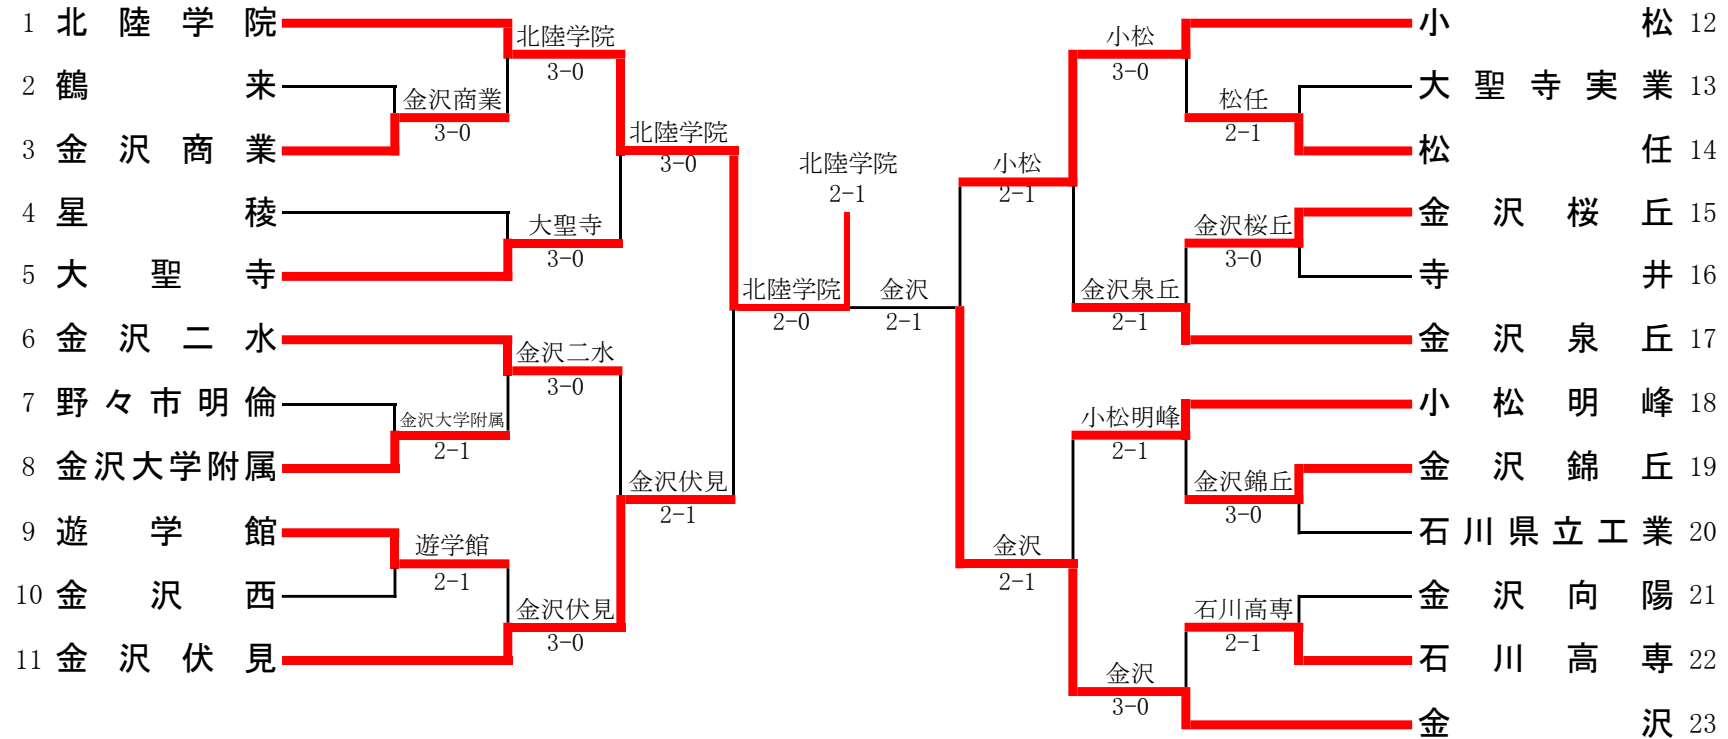 1 北陸学院
2 鶴来
3 金沢商業
4 星稜
5 大聖寺
6 金沢二水
7 野々市明倫
8 金沢大学附属
9 遊学館
10 金沢西
11 金沢伏見
金沢商業
3-0
遊学館
2-1
金沢大学附属
2-1
北陸学院
3-0
大聖寺
3-0
金沢二水
3-0
金沢伏見
3-0
北陸学院
3-0
金沢伏見
2-1
北陸学院
2-0
北陸学院
2-1
金沢
2-1
小松
2-1
金沢
2-1
小松
3-0
金沢泉丘
2-1
小松明峰
2-1
金沢
3-0
松任
2-1
金沢桜丘
3-0
金沢錦丘
3-0
石川高専
2-1
小松 12
大聖寺実業 13
松任 14
金沢桜丘 15
寺井 16
金沢泉丘 17
小松明峰 18
金沢錦丘 19
石川県立工業 20
金沢向陽 21
石川高専 22
金沢 23